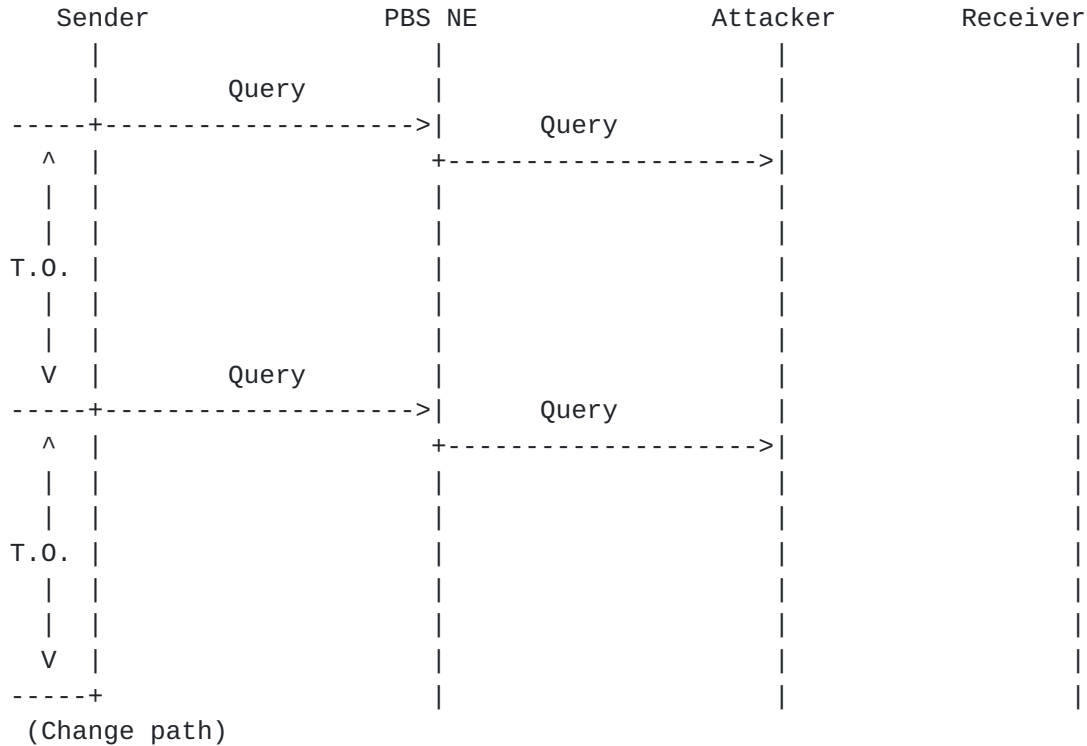 Sender               PBS NE               Attacker        Receiver
      |                     |                     |                  |
      |        Query        |                     |                  |
-----+-------------------->|      Query          |                  |
  ^   |                     +-------------------->|                  |
  |   |                     |                     |                  |
  |   |                     |                     |                  |
T.O. |                     |                     |                  |
  |   |                     |                     |                  |
  |   |                     |                     |                  |
  V   |        Query        |                     |                  |
-----+-------------------->|      Query          |                  |
  ^   |                     +-------------------->|                  |
  |   |                     |                     |                  |
  |   |                     |                     |                  |
T.O. |                     |                     |                  |
  |   |                     |                     |                  |
  |   |                     |                     |                  |
  V   |                     |                     |                  |
-----+                     |                     |                  |
 (Change path)